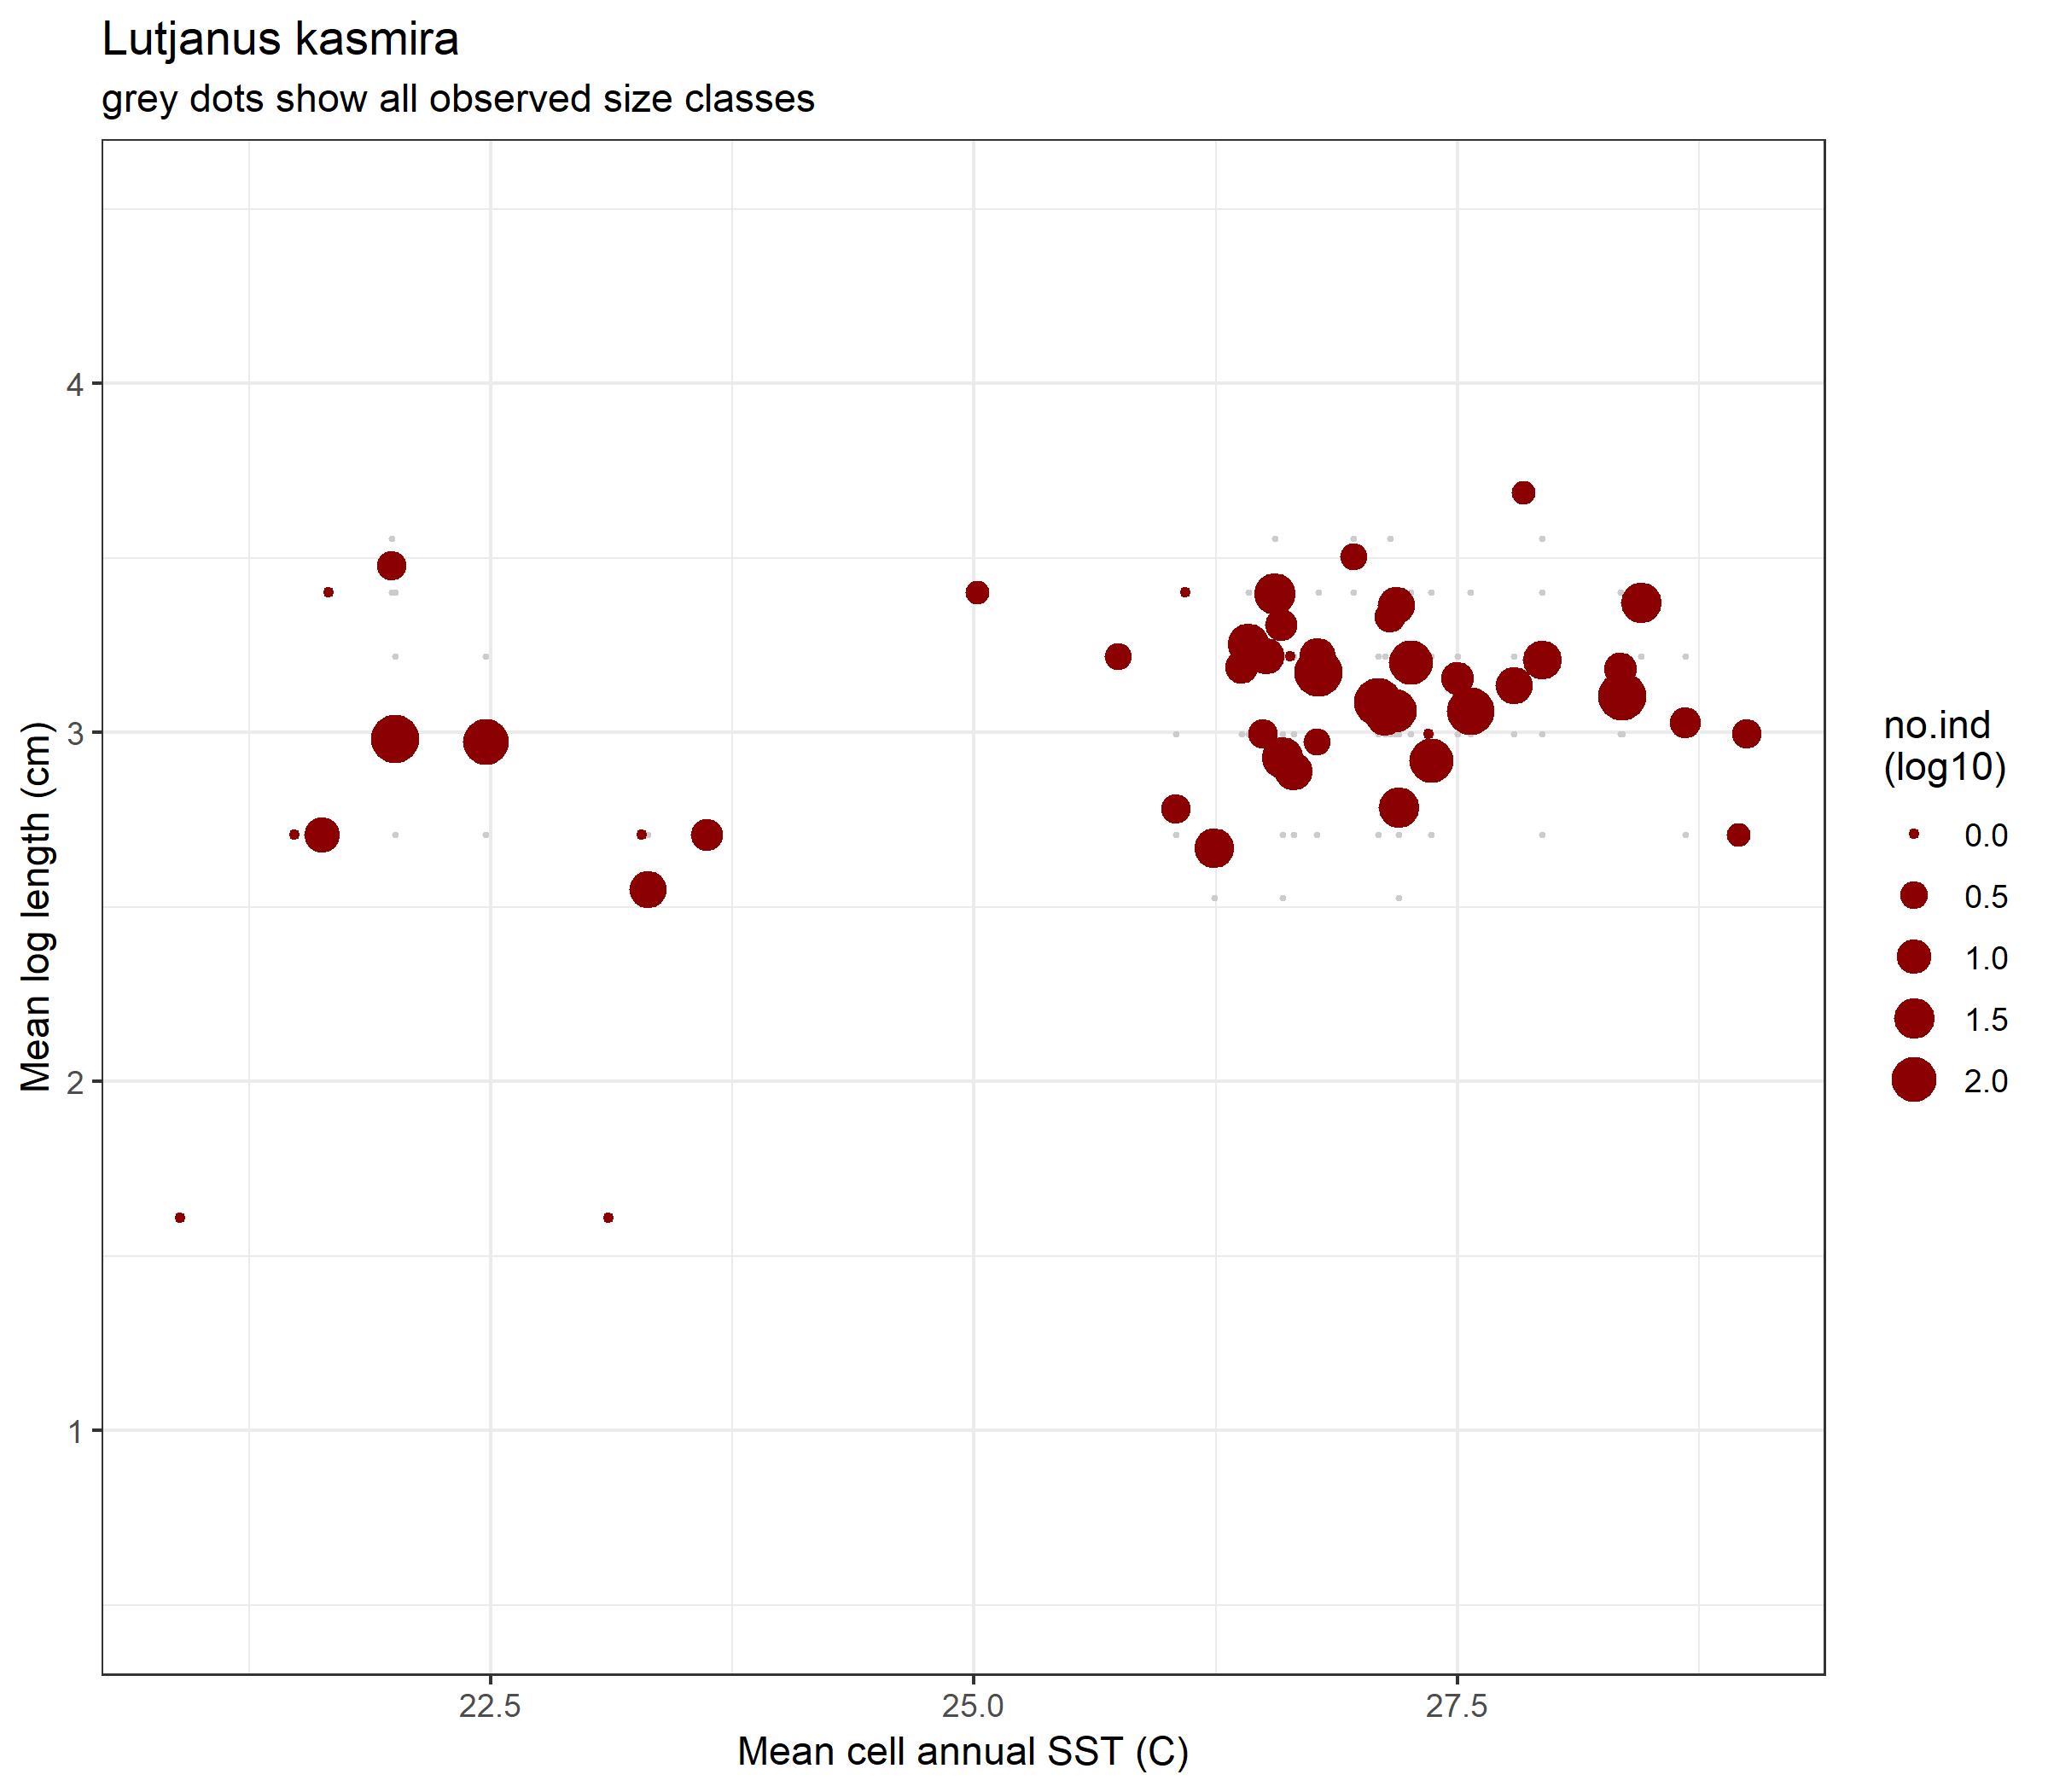 Lutjanus kasmira
grey dots show all observed size classes
Mean log length (cm)
4
3
2
1
22.5
25.0
27.5
Mean cell annual SST (C)
no.ind
(log10)
0.0
0.5
1.0
1.5
2.0